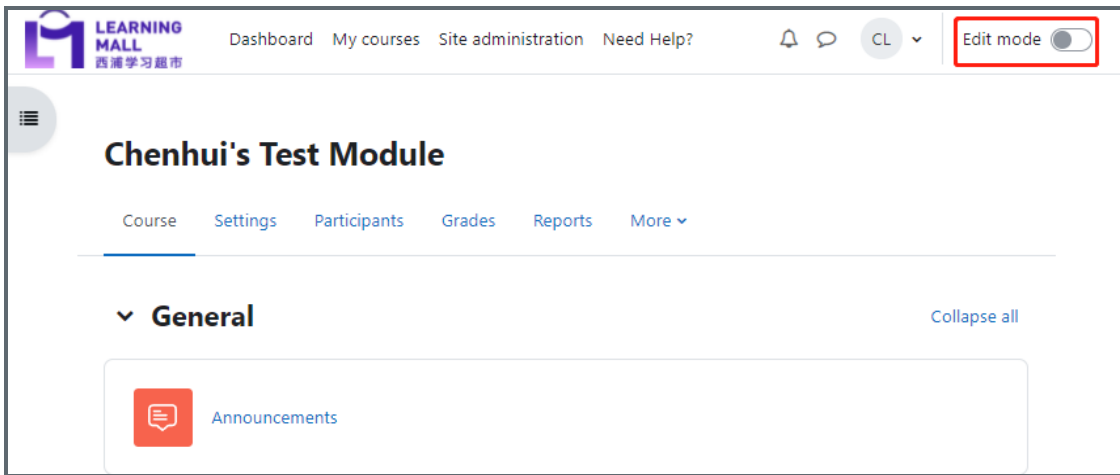 LEARNING
MALL
西浦学习超市
Dashboard My courses Site administration Need Help? CL Edit mode
Chenhui's Test Module
Course Settings Participants Grades Reports More
General Collapse all
Announcements